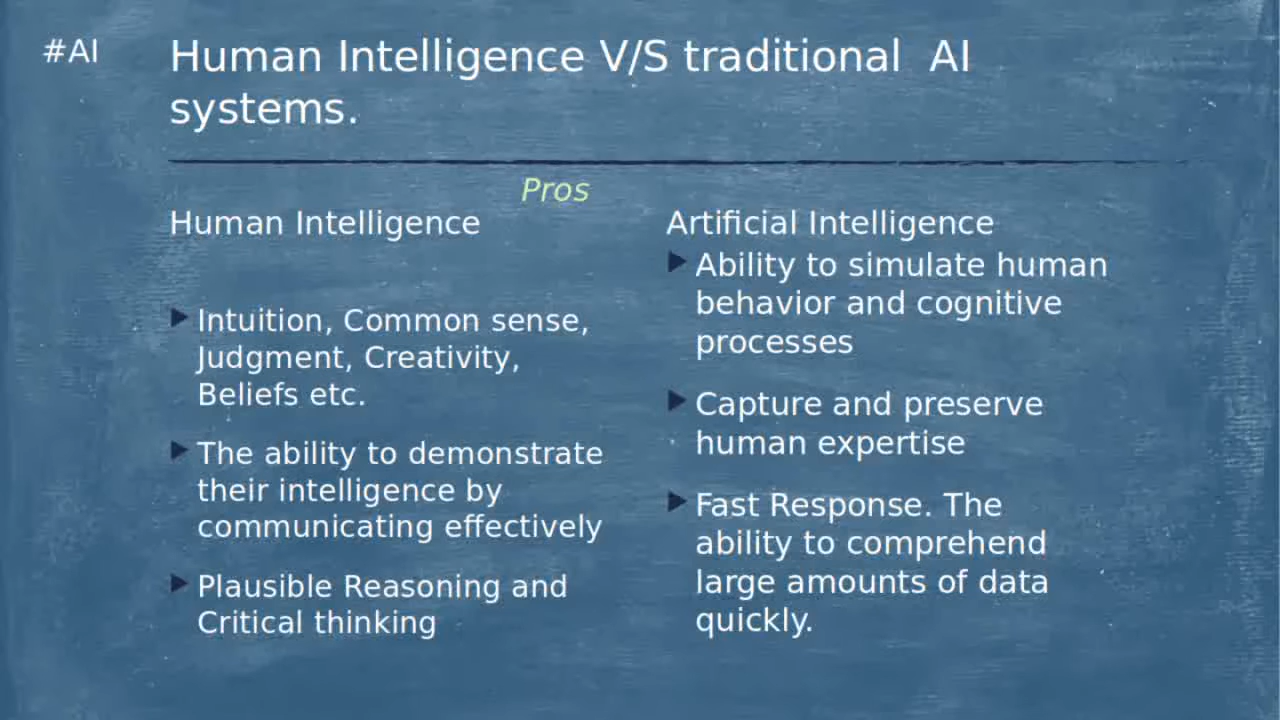 #AI
Human Intelligence V/S traditional  AI
systems.
Pros
Human Intelligence
Intuition, Common sense,
Judgment, Creativity,
Beliefs etc.
The ability to demonstrate
their intelligence by
communicating effectively
Plausible Reasoning and
Critical thinking
Artificial Intelligence
Ability to simulate human
behavior and cognitive
processes
Capture and preserve
human expertise
Fast Response. The
ability to comprehend
large amounts of data
quickly.